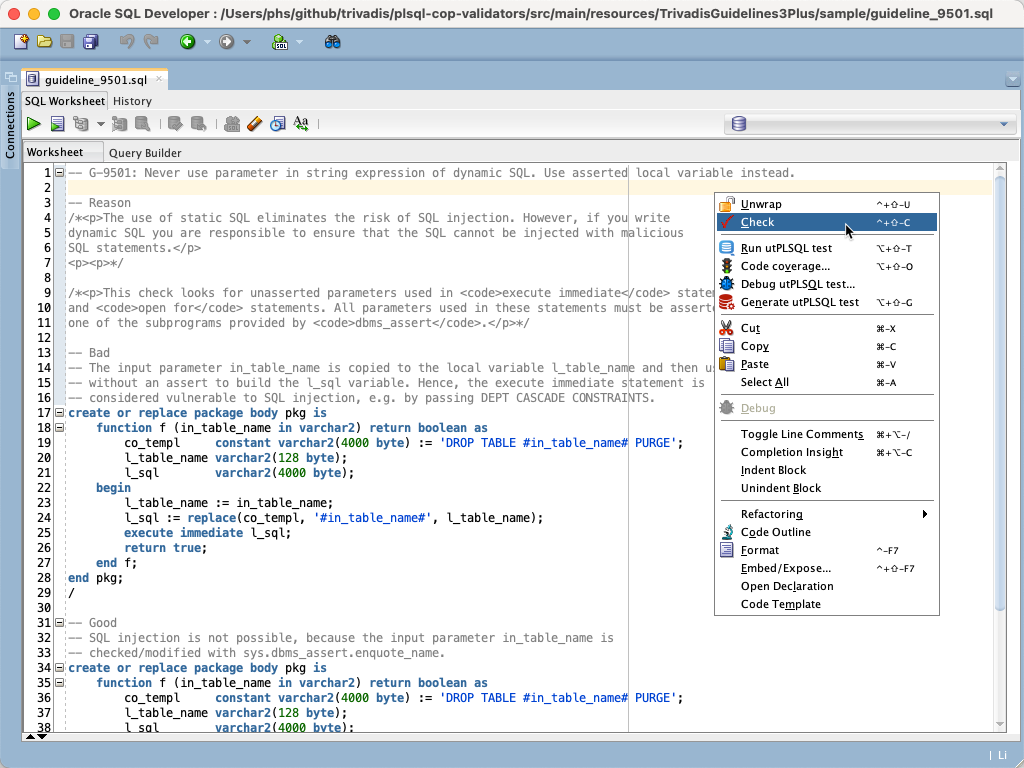 Oracle SQL Developer : /Users/phs/github/trivadis/plsql-cop-validators/src/main/resources/TrivadisGuidelines3Plus/sample/guideline_9501.sql
SQL
Connections
guideline_9501.sql
SQL Worksheet
History
Aa
Worksheet
Query Builder
1 -- G-9501: Never use parameter in string expression of dynamic SQL. Use asserted local variable instead.
2
3 -- Reason
4 /*<p>The use of static SQL eliminates the risk of SQL injection. However, if you write
5 dynamic SQL you are responsible to ensure that the SQL cannot be injected with malicious
6 SQL statements.</p>
7 <p><p>*/
8
9 /*<p>This check looks for unasserted parameters used in <code>execute immediate</code> statem
10 and <code>open for</code> statements. All parameters used in these statements must be asserte
11 one of the subprograms provided by <code>dbms_assert</code>.</p>*/
12
13 -- Bad
14 -- The input parameter in_table_name is copied to the local variable l_table_name and then u
15 -- without an assert to build the l_sql variable. Hence, the execute immediate statement is
16 -- considered vulnerable to SQL injection, e.g. by passing DEPT CASCADE CONSTRAINTS.
17 create or replace package body pkg is
18 function f (in_table_name in varchar2) return boolean as
19 co_templ constant varchar2(4000 byte) := 'DROP TABLE #in_table_name# PURGE';
20 l_table_name varchar2(128 byte);
21 l_sql varchar2(4000 byte);
22 begin
23 l_table_name := in_table_name;
24 l_sql := replace(co_templ, '#in_table_name#', l_table_name);
25 execute immediate l_sql;
26 return true;
27 end f;
28 end pkg;
29 /
30
31 -- Good
32 -- SQL injection is not possible, because the input parameter in_table_name is
33 -- checked/modified with sys.dbms_assert.enquote_name.
34 create or replace package body pkg is
35 function f (in_table_name in varchar2) return boolean as
36 co_templ constant varchar2(4000 byte) := 'DROP TABLE #in_table_name# PURGE';
37 l_table_name varchar2(128 byte);
38 l_sql varchar2(4000 byte);
Unwrap ^+⇧-U
Check ^+⇧-C
Run utPLSQL test ⌥+⇧-T
Code coverage... ⌥+⇧-O
Debug utPLSQL test...
Generate utPLSQL test ⌥+⇧-G
Cut ⌘-X
Copy ⌘-C
Paste ⌘-V
Select All ⌘-A
Debug
Toggle Line Comments ⌘+⌥-/
Completion Insight ⌘+⌥-C
Indent Block
Unindent Block
Refactoring
Code Outline
Format ^-F7
Embed/Expose... ^+⇧-F7
Open Declaration
Code Template
Li